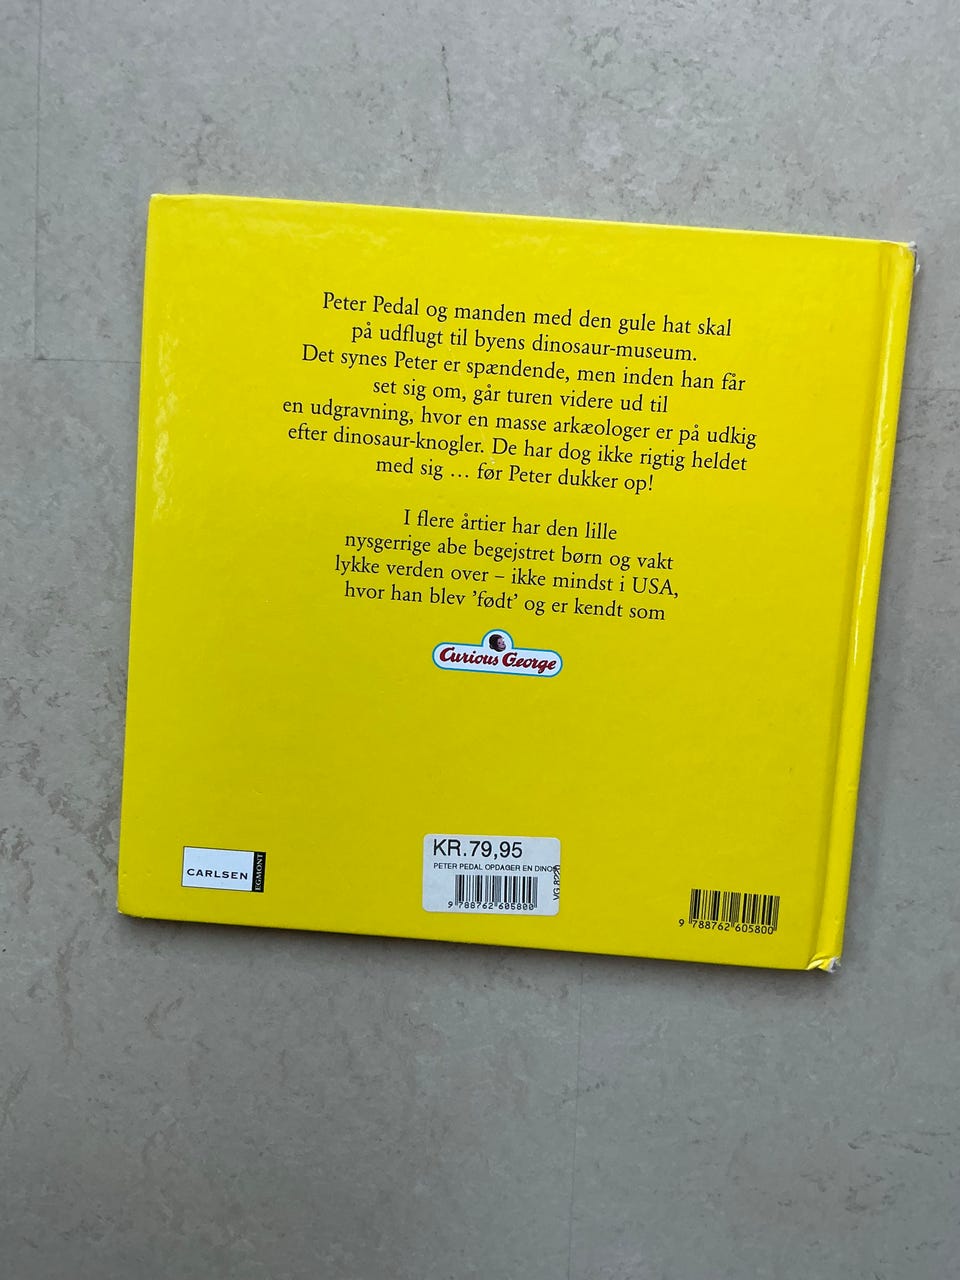 Peter Pedal og manden med den gule hat skal
på udflugt til byens dinosaur-museum.
Det synes Peter er spændende, men inden han får
set sig om, går turen videre ud til
en udgravning, hvor en masse arkæologer er på udkig
efter dinosaur-knogler. De har dog ikke rigtig heldet
med sig ... før Peter dukker op!
I flere årtier har den lille
nysgerrige abe begejstret børn og vakt
lykke verden over – ikke mindst i USA,
hvor han blev 'født' og er kendt som
Curious George
CARLSEN
EGMONT
KR.79,95
PETER PEDAL OPDAGER EN DINO
9 788762 605800
9 788762 605800